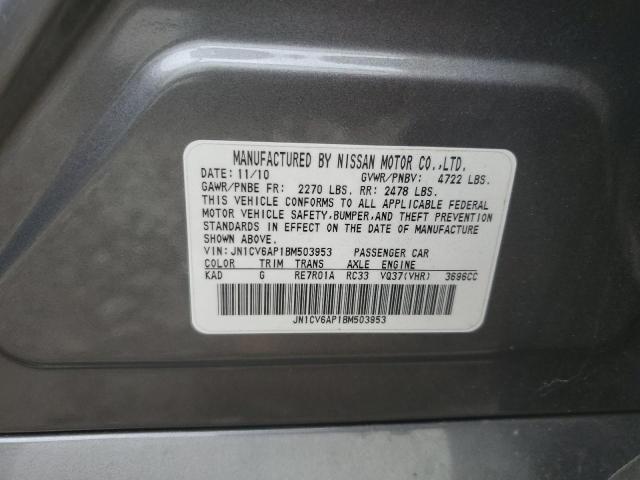 MANUFACTURED BY NISSAN MOTOR CO.,LTD.
DATE: 11/10 GVWR/PNBV: 4722 LBS.
GAWR/PNBE FR: 2270 LBS. RR: 2478 LBS.
THIS VEHICLE CONFORMS TO ALL APPLICABLE FEDERAL
MOTOR VEHICLE SAFETY, BUMPER, AND THEFT PREVENTION
STANDARDS IN EFFECT ON THE DATE OF MANUFACTURE
SHOWN ABOVE.
VIN: JN1CV6AP1BM503953 PASSENGER CAR
COLOR TRIM TRANS AXLE ENGINE
KAD G RE7R01A RC33 VQ37(VHR) 3696CC
JN1CV6AP1BM503953